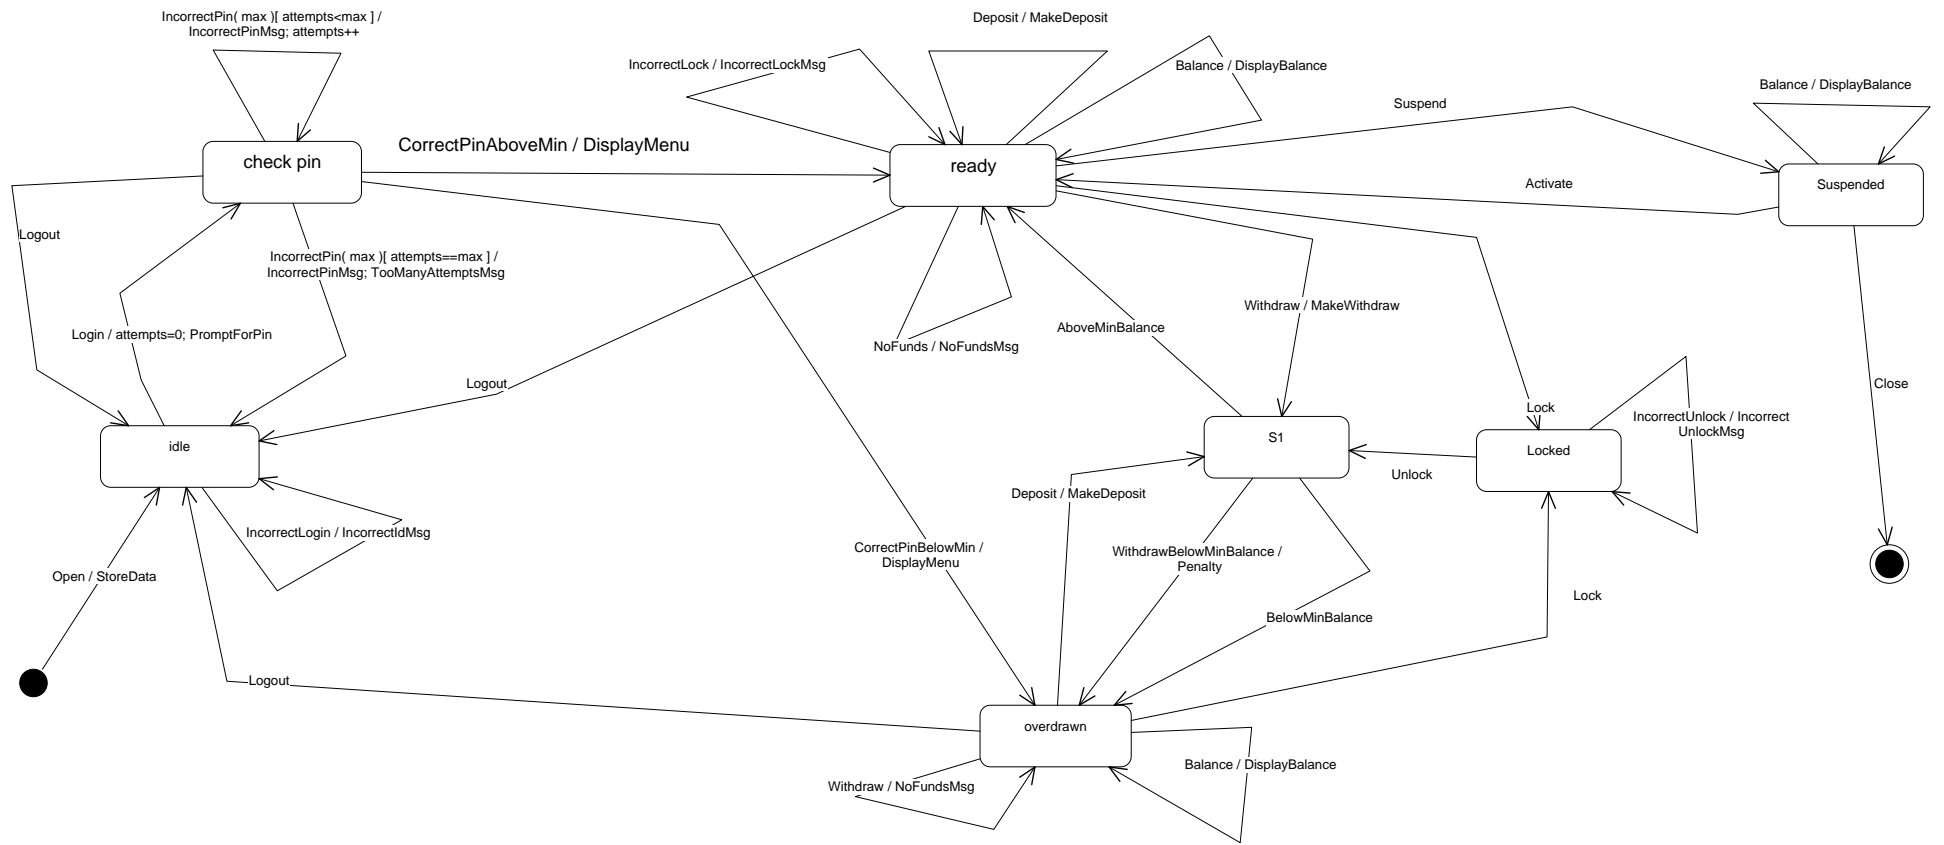 IncorrectPin( max )[ attempts<max ] /
IncorrectPinMsg; attempts++
Deposit / MakeDeposit
IncorrectLock / IncorrectLockMsg
Balance / DisplayBalance
Balance / DisplayBalance
Suspend
CorrectPinAboveMin / DisplayMenu
check pin
ready
Suspended
Activate
Logout
IncorrectPin( max )[ attempts==max ] /
IncorrectPinMsg; TooManyAttemptsMsg
Withdraw / MakeWithdraw
AboveMinBalance
Login / attempts=0; PromptForPin
NoFunds / NoFundsMsg
Logout
Close
Lock
IncorrectUnlock / Incorrect
UnlockMsg
idle
S1
Locked
Unlock
Deposit / MakeDeposit
IncorrectLogin / IncorrectIdMsg
CorrectPinBelowMin /
DisplayMenu
WithdrawBelowMinBalance /
Penalty
Open / StoreData
Lock
BelowMinBalance
Logout
overdrawn
Balance / DisplayBalance
Withdraw / NoFundsMsg